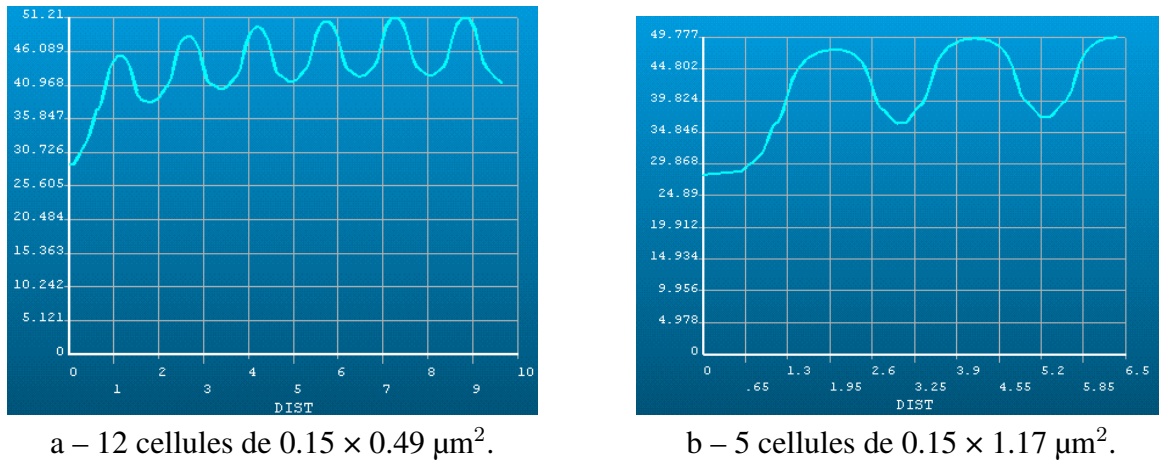 51.21
46.089
40.968
35.847
30.726
25.605
20.484
15.363
10.242
5.121
0
0 2 4 6 8 10
1 3 5 7 9
DIST
a – 12 cellules de 0.15 × 0.49 µm².
49.777
44.802
39.824
34.846
29.868
24.89
19.912
14.934
9.956
4.978
0
0 1.3 2.6 3.9 5.2 6.5
.65 1.95 3.25 4.55 5.85
DIST
b – 5 cellules de 0.15 × 1.17 µm².